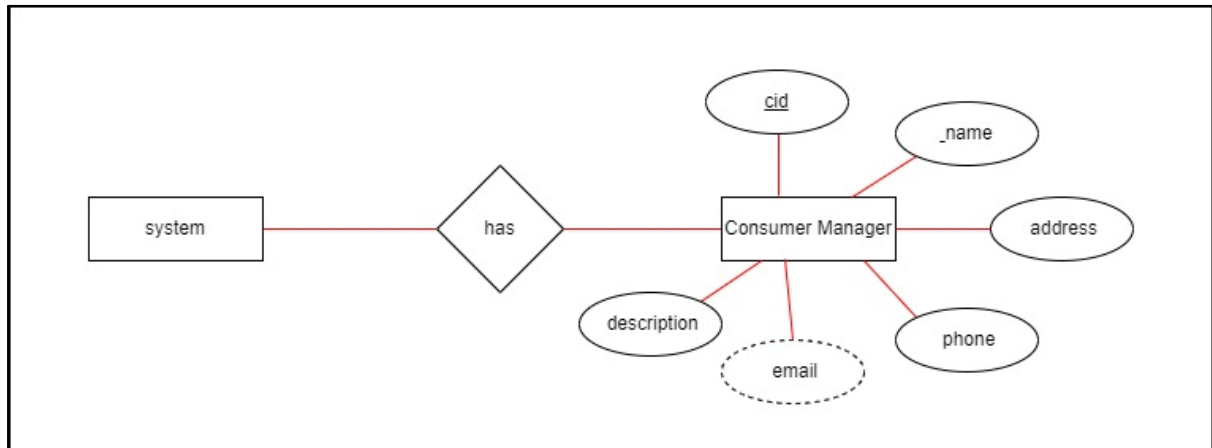 cid
_name
system
has
Consumer Manager
address
description
phone
email